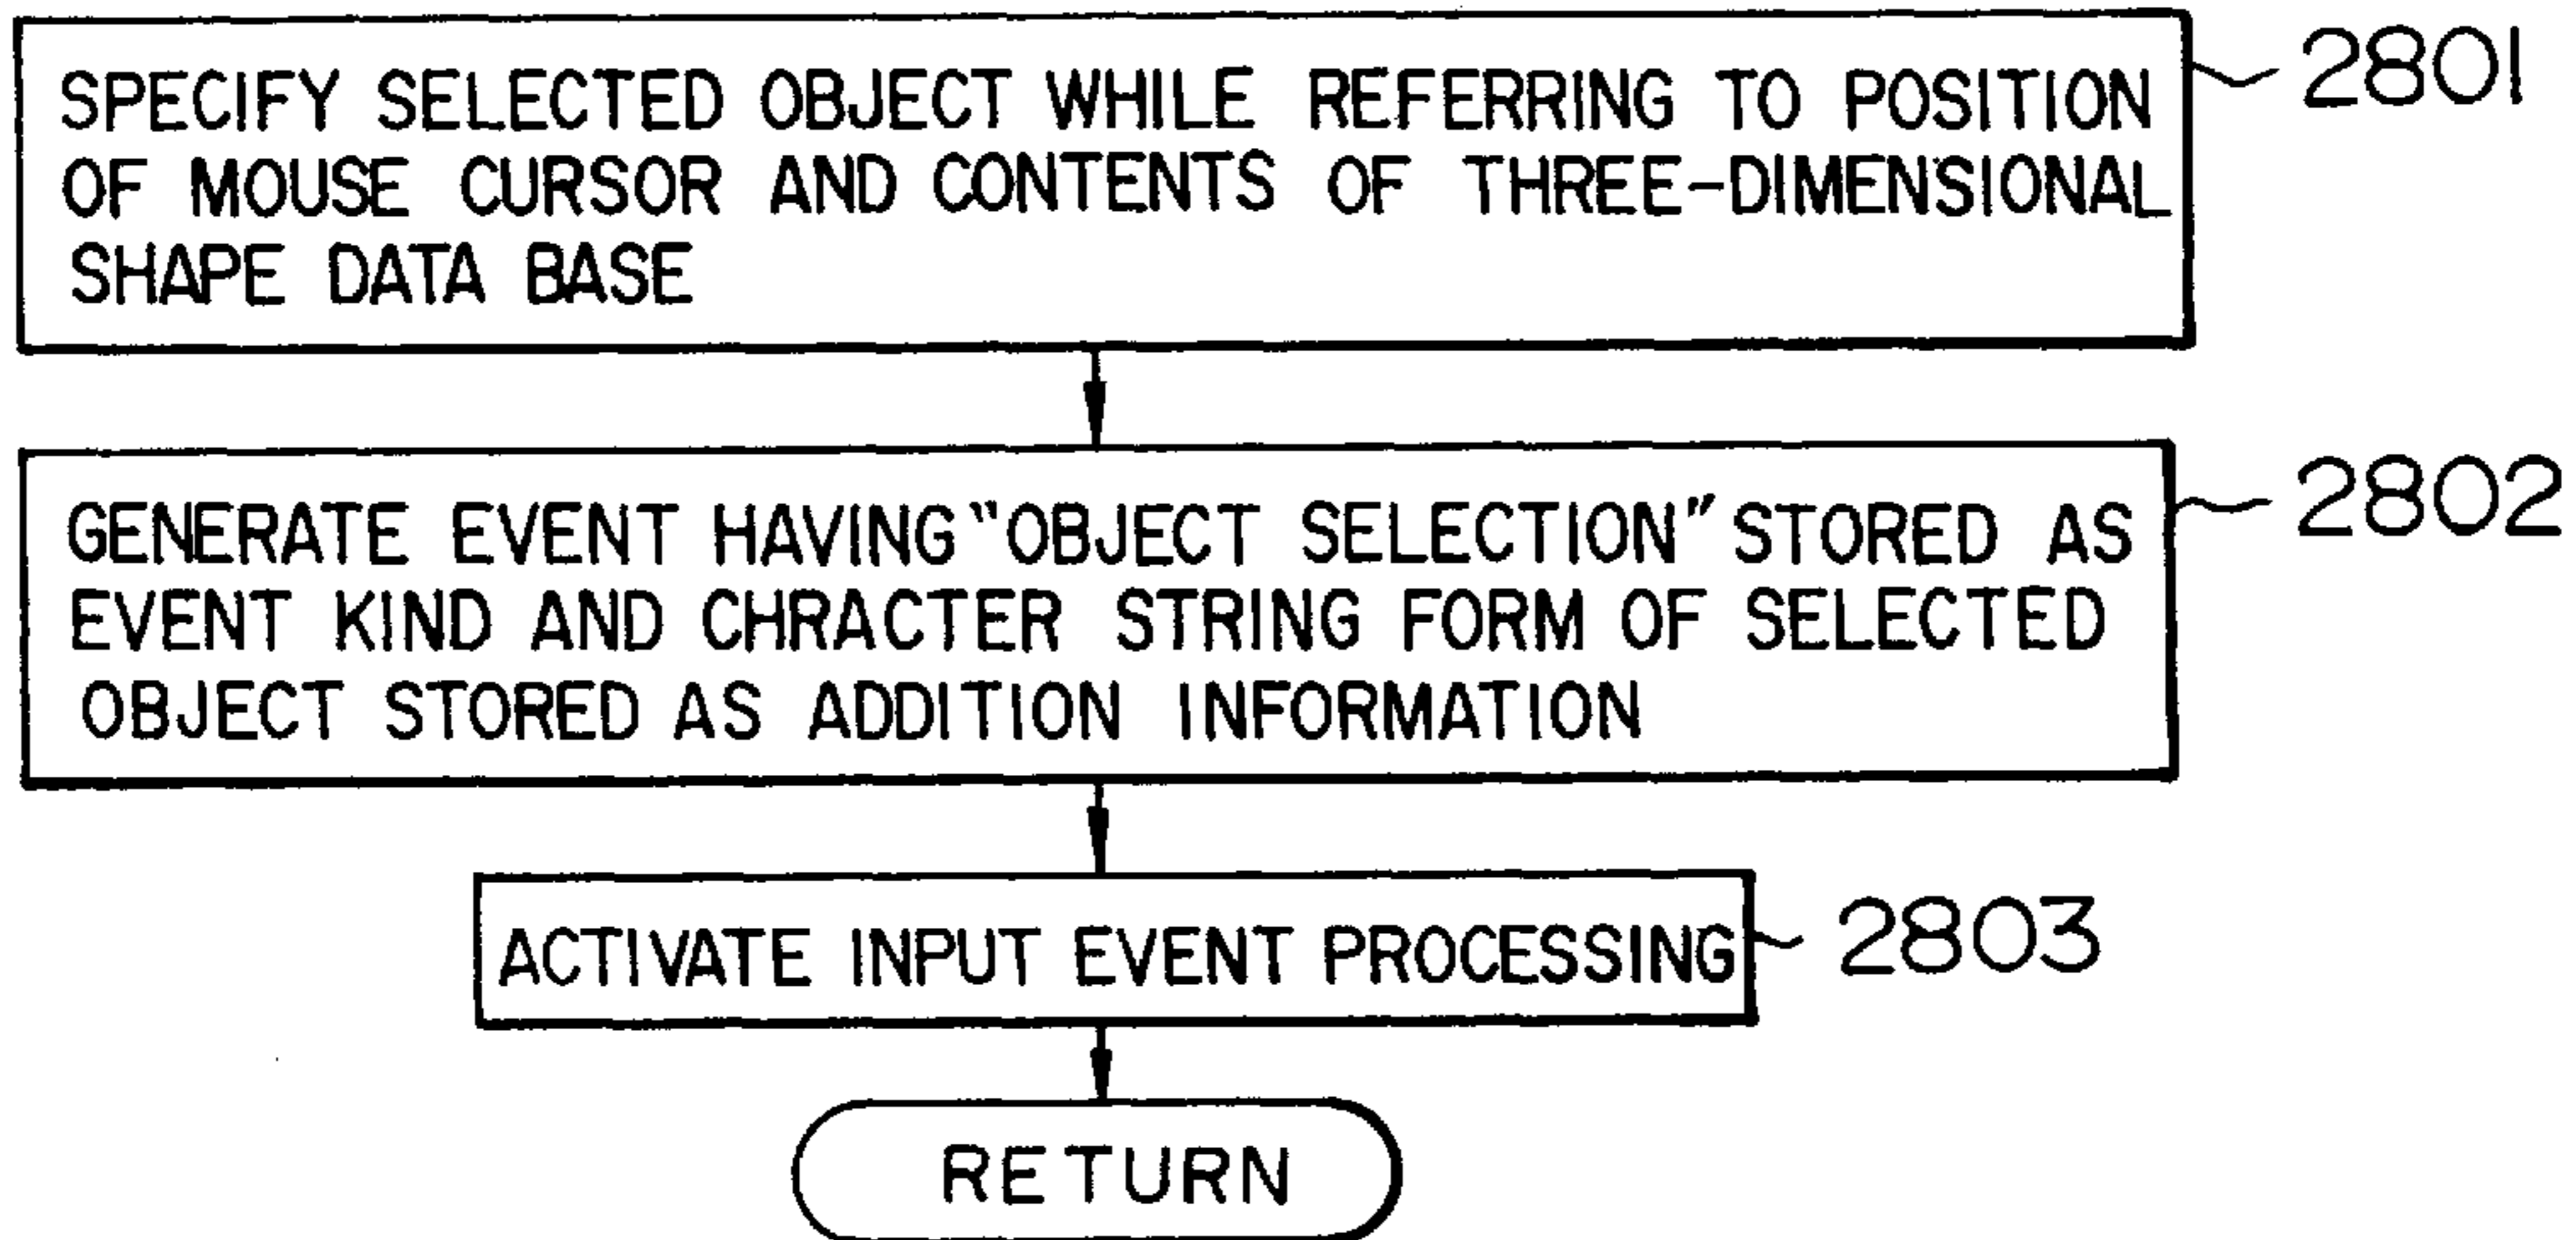 SPECIFY SELECTED OBJECT WHILE REFERRING TO POSITION
OF MOUSE CURSOR AND CONTENTS OF THREE-DIMENSIONAL
SHAPE DATA BASE
2801
GENERATE EVENT HAVING "OBJECT SELECTION" STORED AS
EVENT KIND AND CHRACTER STRING FORM OF SELECTED
OBJECT STORED AS ADDITION INFORMATION
2802
ACTIVATE INPUT EVENT PROCESSING
2803
RETURN